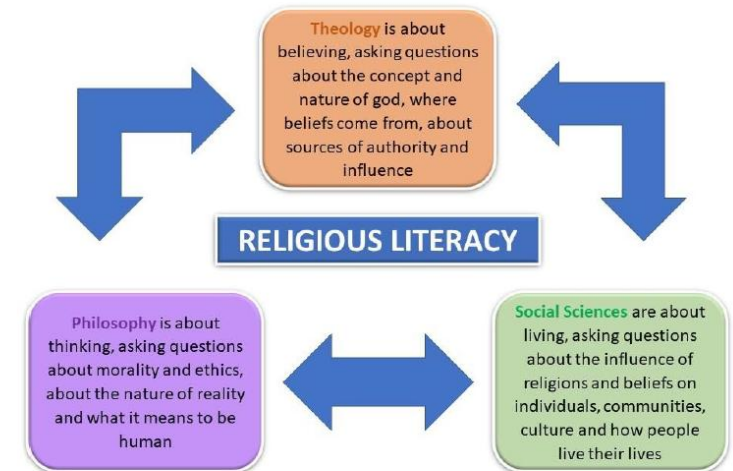 Theology is about
believing, asking questions
about the concept and
nature of god, where
beliefs come from, about
sources of authority and
influence
RELIGIOUS LITERACY
Philosophy is about
thinking, asking questions
about morality and ethics,
about the nature of reality
and what it means to be
human
Social Sciences are about
living, asking questions
about the influence of
religions and beliefs on
individuals, communities,
culture and how people
live their lives